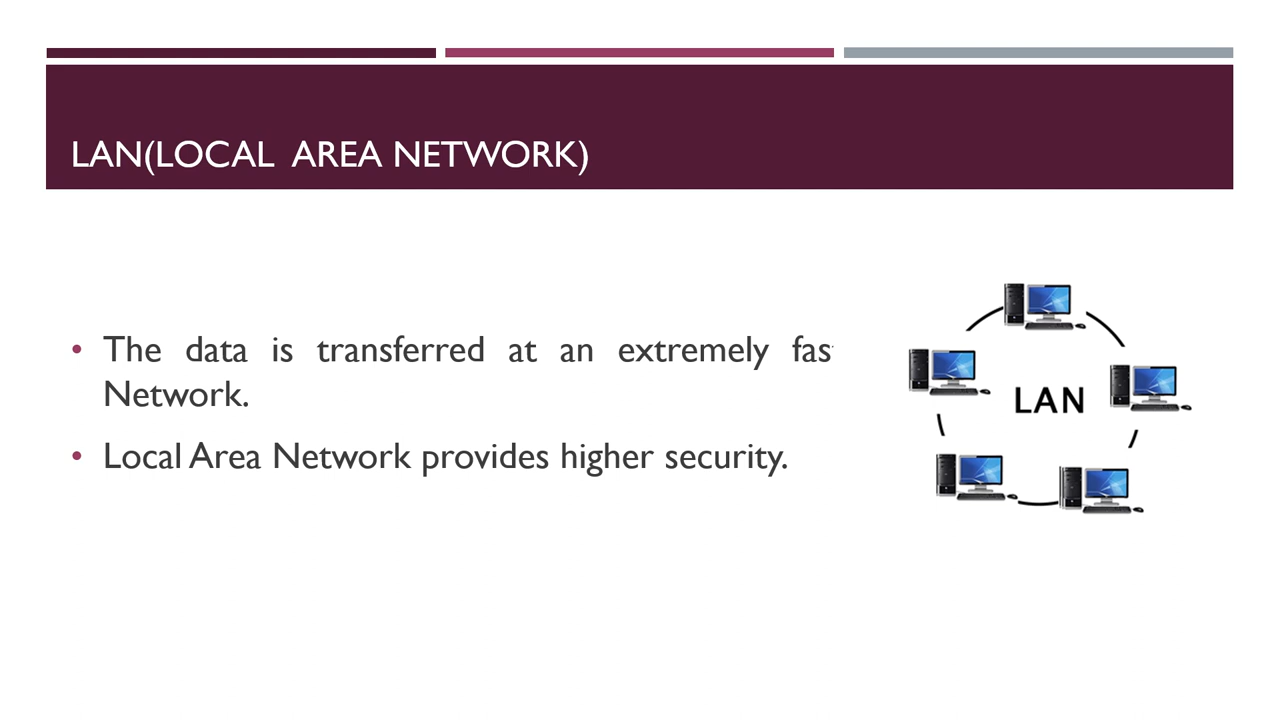 LAN(LOCAL AREA NETWORK)
• The data is transferred at an extremely fas
Network.
• Local Area Network provides higher security.
LAN